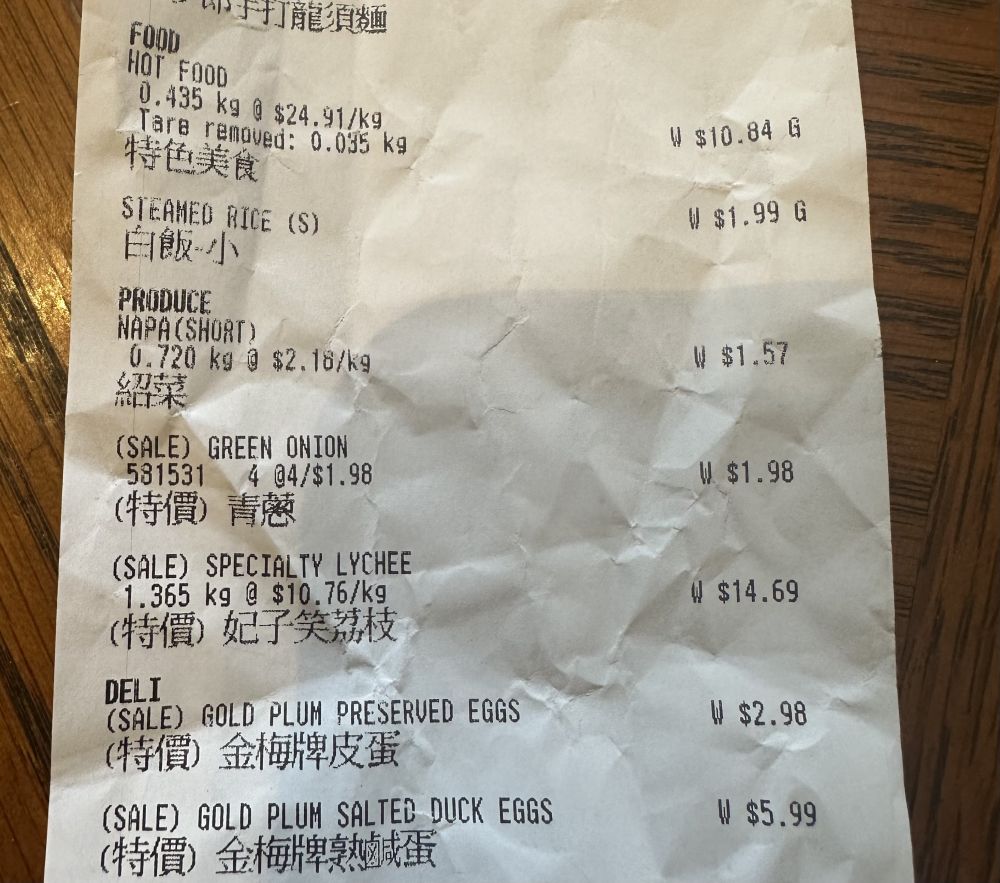 手打龍須麵
FOOD
HOT FOOD
0.435 kg @ $24.91/kg
Tare removed: 0.035 kg W $10.84 G
特色美食
STEAMED RICE (S) W $1.99 G
白飯-小
PRODUCE
NAPA(SHORT)
0.720 kg @ $2.18/kg W $1.57
紹菜
(SALE) GREEN ONION
581531 4 @4/$1.98 W $1.98
(特價) 青蔥
(SALE) SPECIALTY LYCHEE
1.365 kg @ $10.76/kg W $14.69
(特價) 妃子笑荔枝
DELI
(SALE) GOLD PLUM PRESERVED EGGS W $2.98
(特價) 金梅牌皮蛋
(SALE) GOLD PLUM SALTED DUCK EGGS W $5.99
(特價) 金梅牌熟鹹蛋